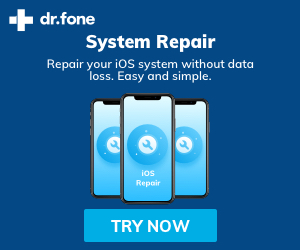 dr.fone
System Repair
Repair your iOS system without data
loss. Easy and simple.
iOS
Repair
TRY NOW